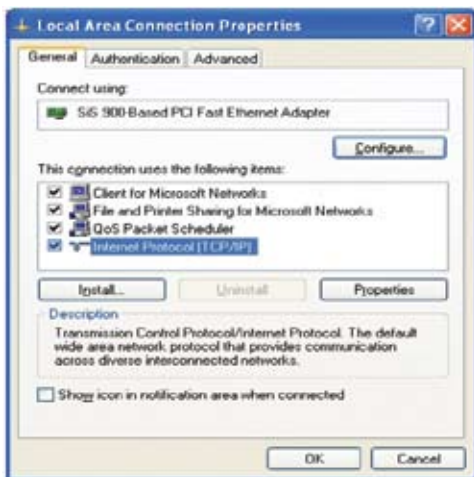 Local Area Connection Properties
General
Authentication
Advanced
Connect using:
SiS 900-Based PCI Fast Ethernet Adapter
Configure...
This connection uses the following items:
Client for Microsoft Networks
File and Printer Sharing for Microsoft Networks
QoS Packet Scheduler
Internet Protocol (TCP/IP)
Install...
Uninstall
Properties
Description
Transmission Control Protocol/Internet Protocol. The default
wide area network protocol that provides communication
across diverse interconnected networks.
Show icon in notification area when connected
OK
Cancel